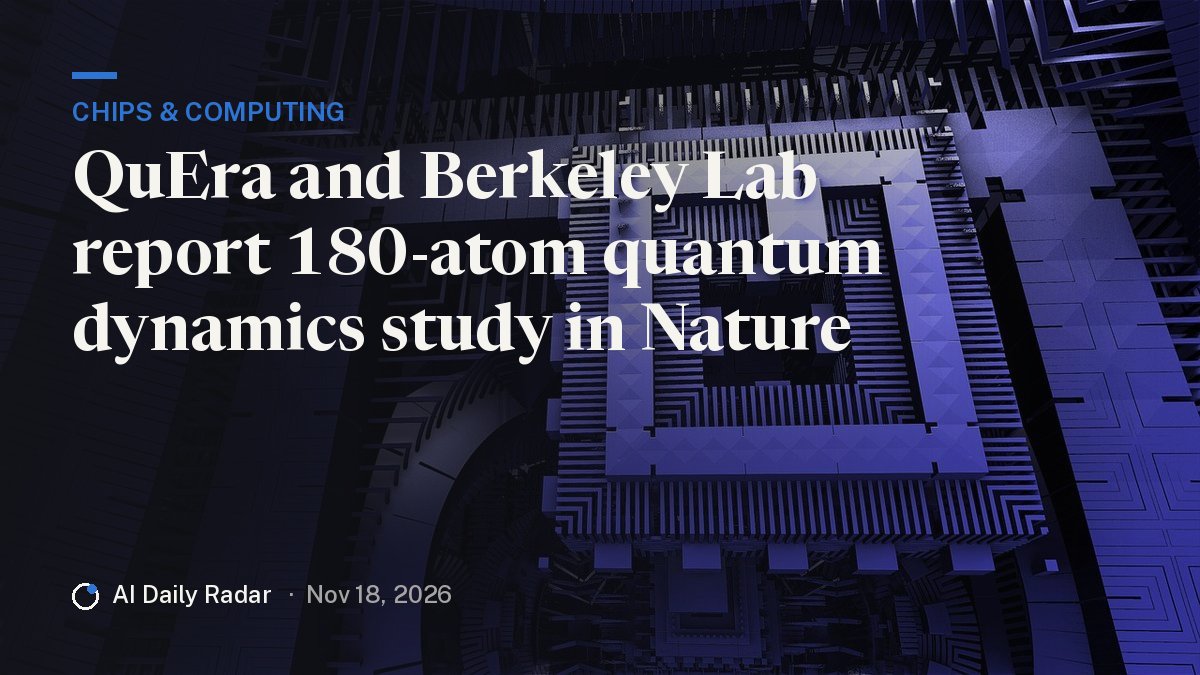 CHIPS & COMPUTING
QuEra and Berkeley Lab
report 180-atom quantum
dynamics study in Nature
AI Daily Radar · Nov 18, 2026